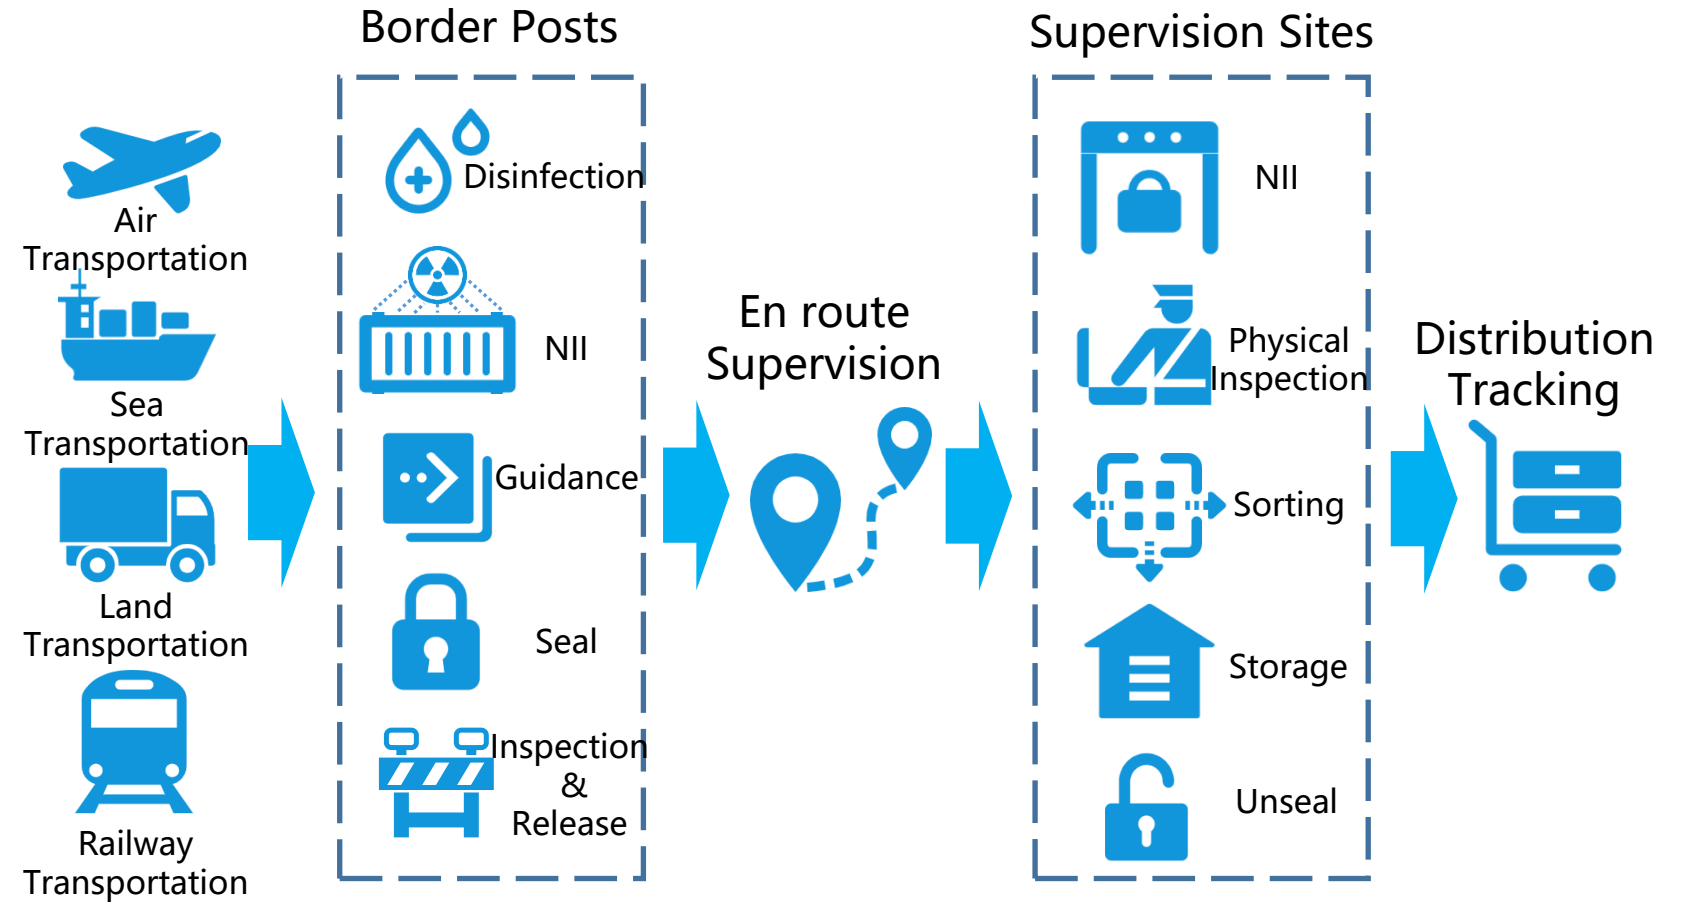 Border Posts
Supervision Sites
Air
Transportation
Sea
Transportation
Land
Transportation
Railway
Transportation
Disinfection
NII
Guidance
Seal
Inspection
&
Release
En route
Supervision
NII
Physical
Inspection
Sorting
Storage
Unseal
Distribution
Tracking